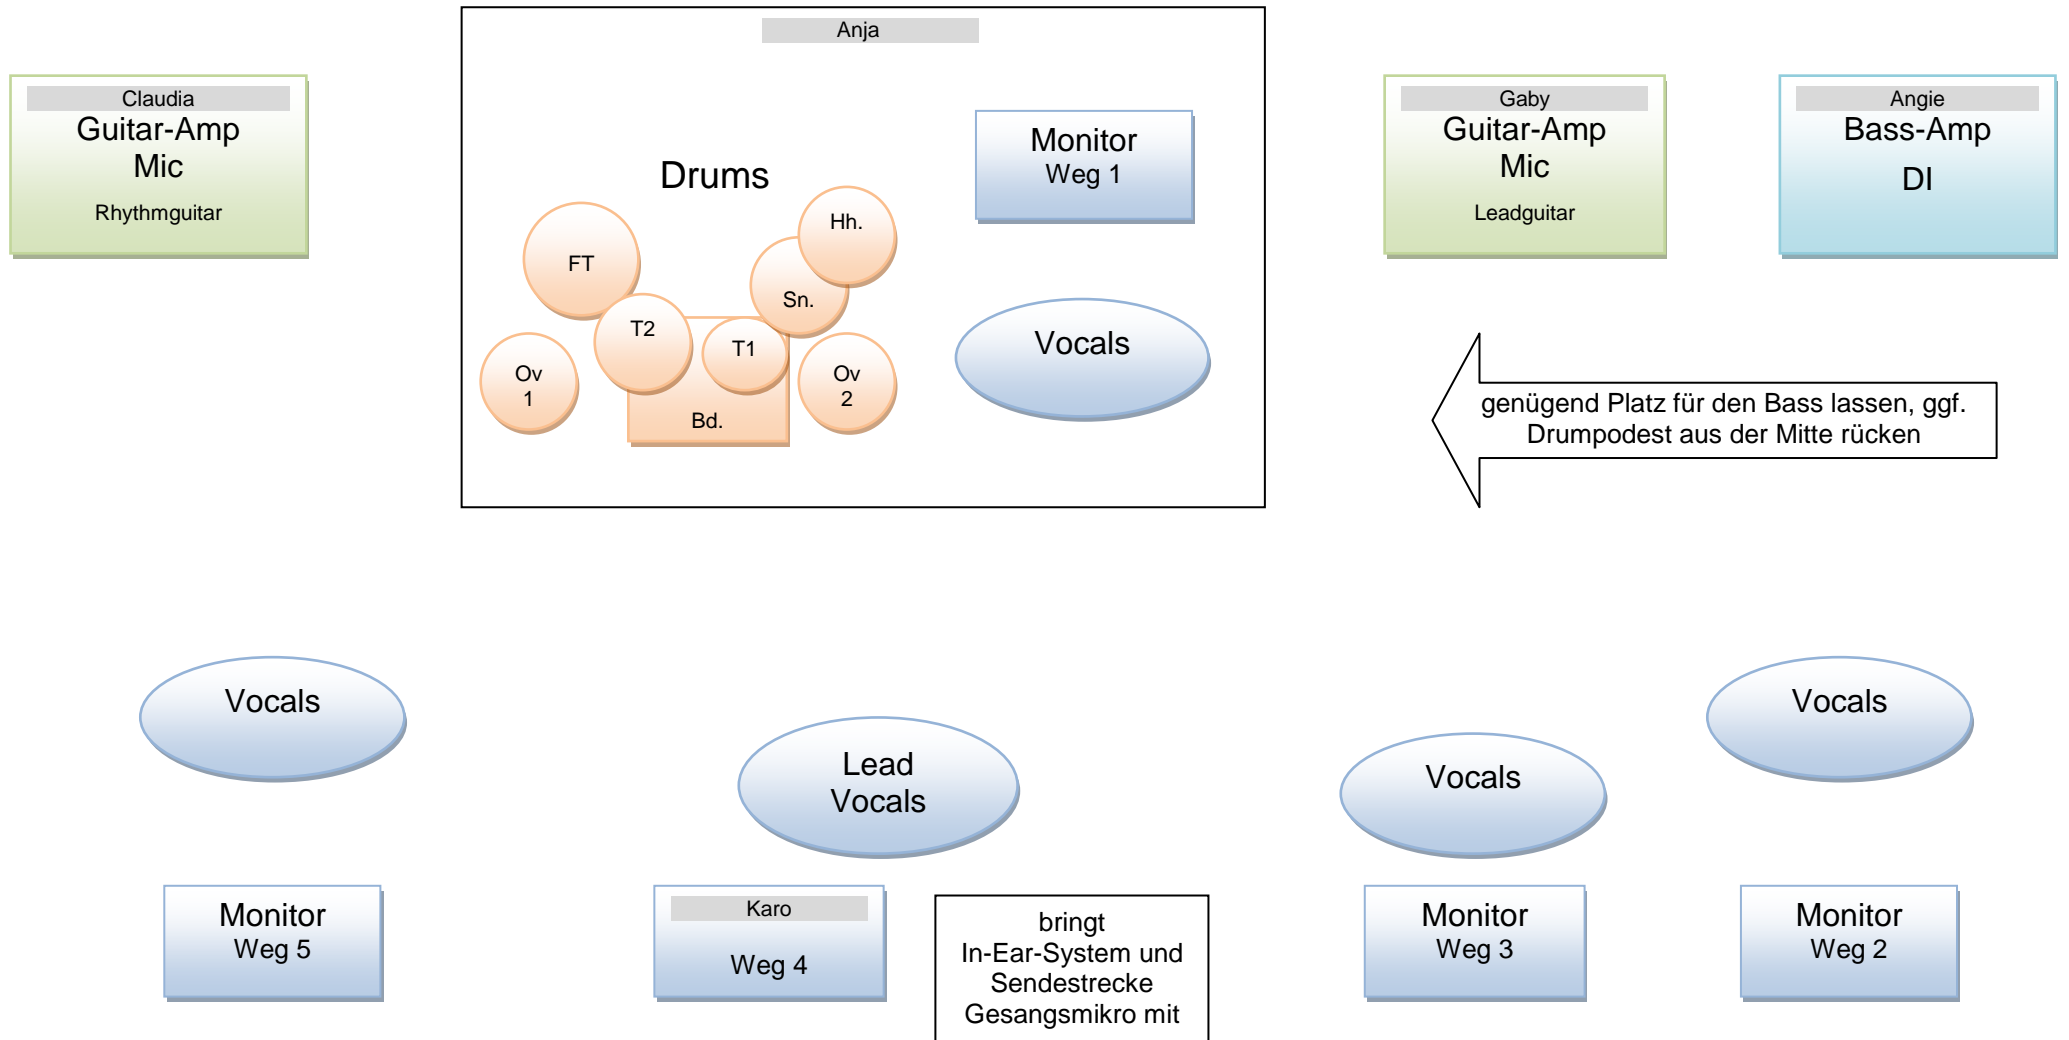 Anja
Claudia
Guitar-Amp
Mic
Rhythmguitar
Drums
Monitor
Weg 1
Gaby
Guitar-Amp
Mic
Leadguitar
Angie
Bass-Amp
DI
Hh.
FT
Sn.
T2
T1
Ov
1
Ov
2
Bd.
Vocals
genügend Platz für den Bass lassen, ggf.
Drumpodest aus der Mitte rücken
Vocals
Lead
Vocals
Vocals
Vocals
Monitor
Weg 5
Karo
Weg 4
bringt
In-Ear-System und
Sendestrecke
Gesangsmikro mit
Monitor
Weg 3
Monitor
Weg 2